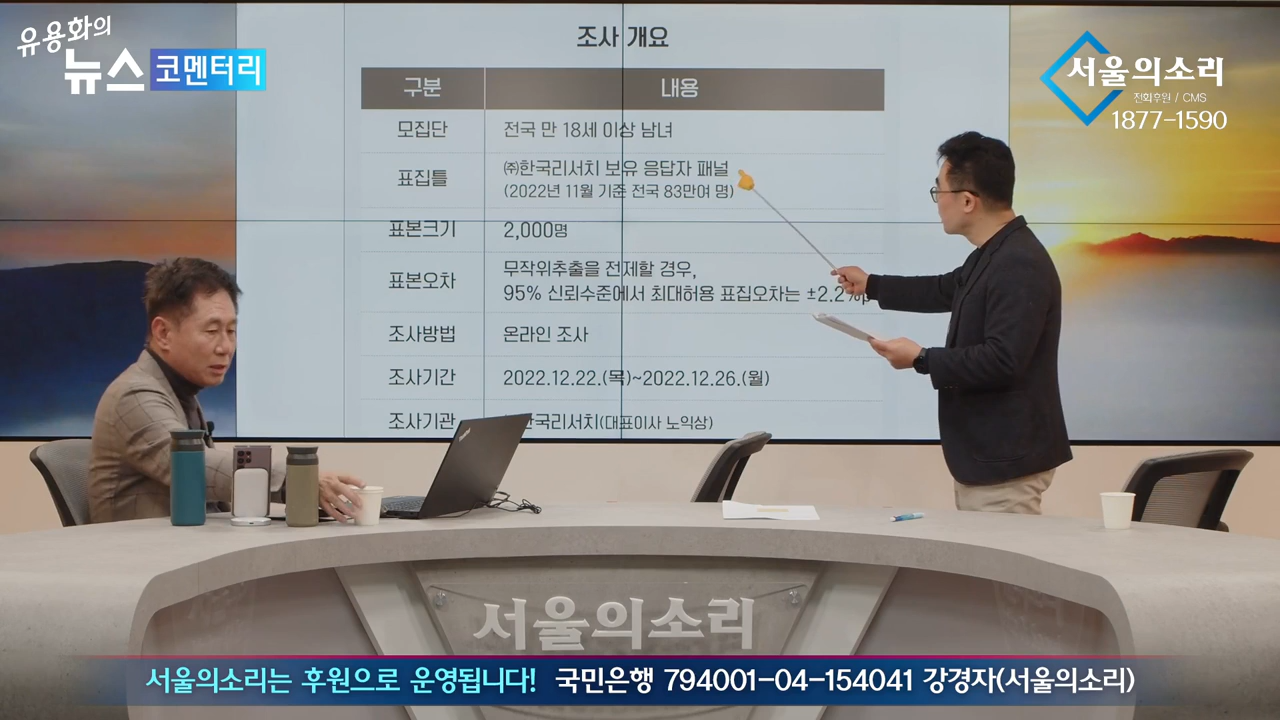 유용화의
뉴스 코멘터리
서울의소리
전화후원 / CMS
1877-1590
조사 개요
구분 내용
모집단 전국 만 18세 이상 남녀
표집틀 ㈜한국리서치 보유 응답자 패널
(2022년 11월 기준 전국 83만여 명)
표본크기 2,000명
표본오차 무작위추출을 전제할 경우,
95% 신뢰수준에서 최대허용 표집오차는 ±2.2%p
조사방법 온라인 조사
조사기간 2022.12.22.(목)~2022.12.26.(월)
조사기관 한국리서치(대표이사 노익상)
서울의소리
서울의소리는 후원으로 운영됩니다! 국민은행 794001-04-154041 강경자(서울의소리)